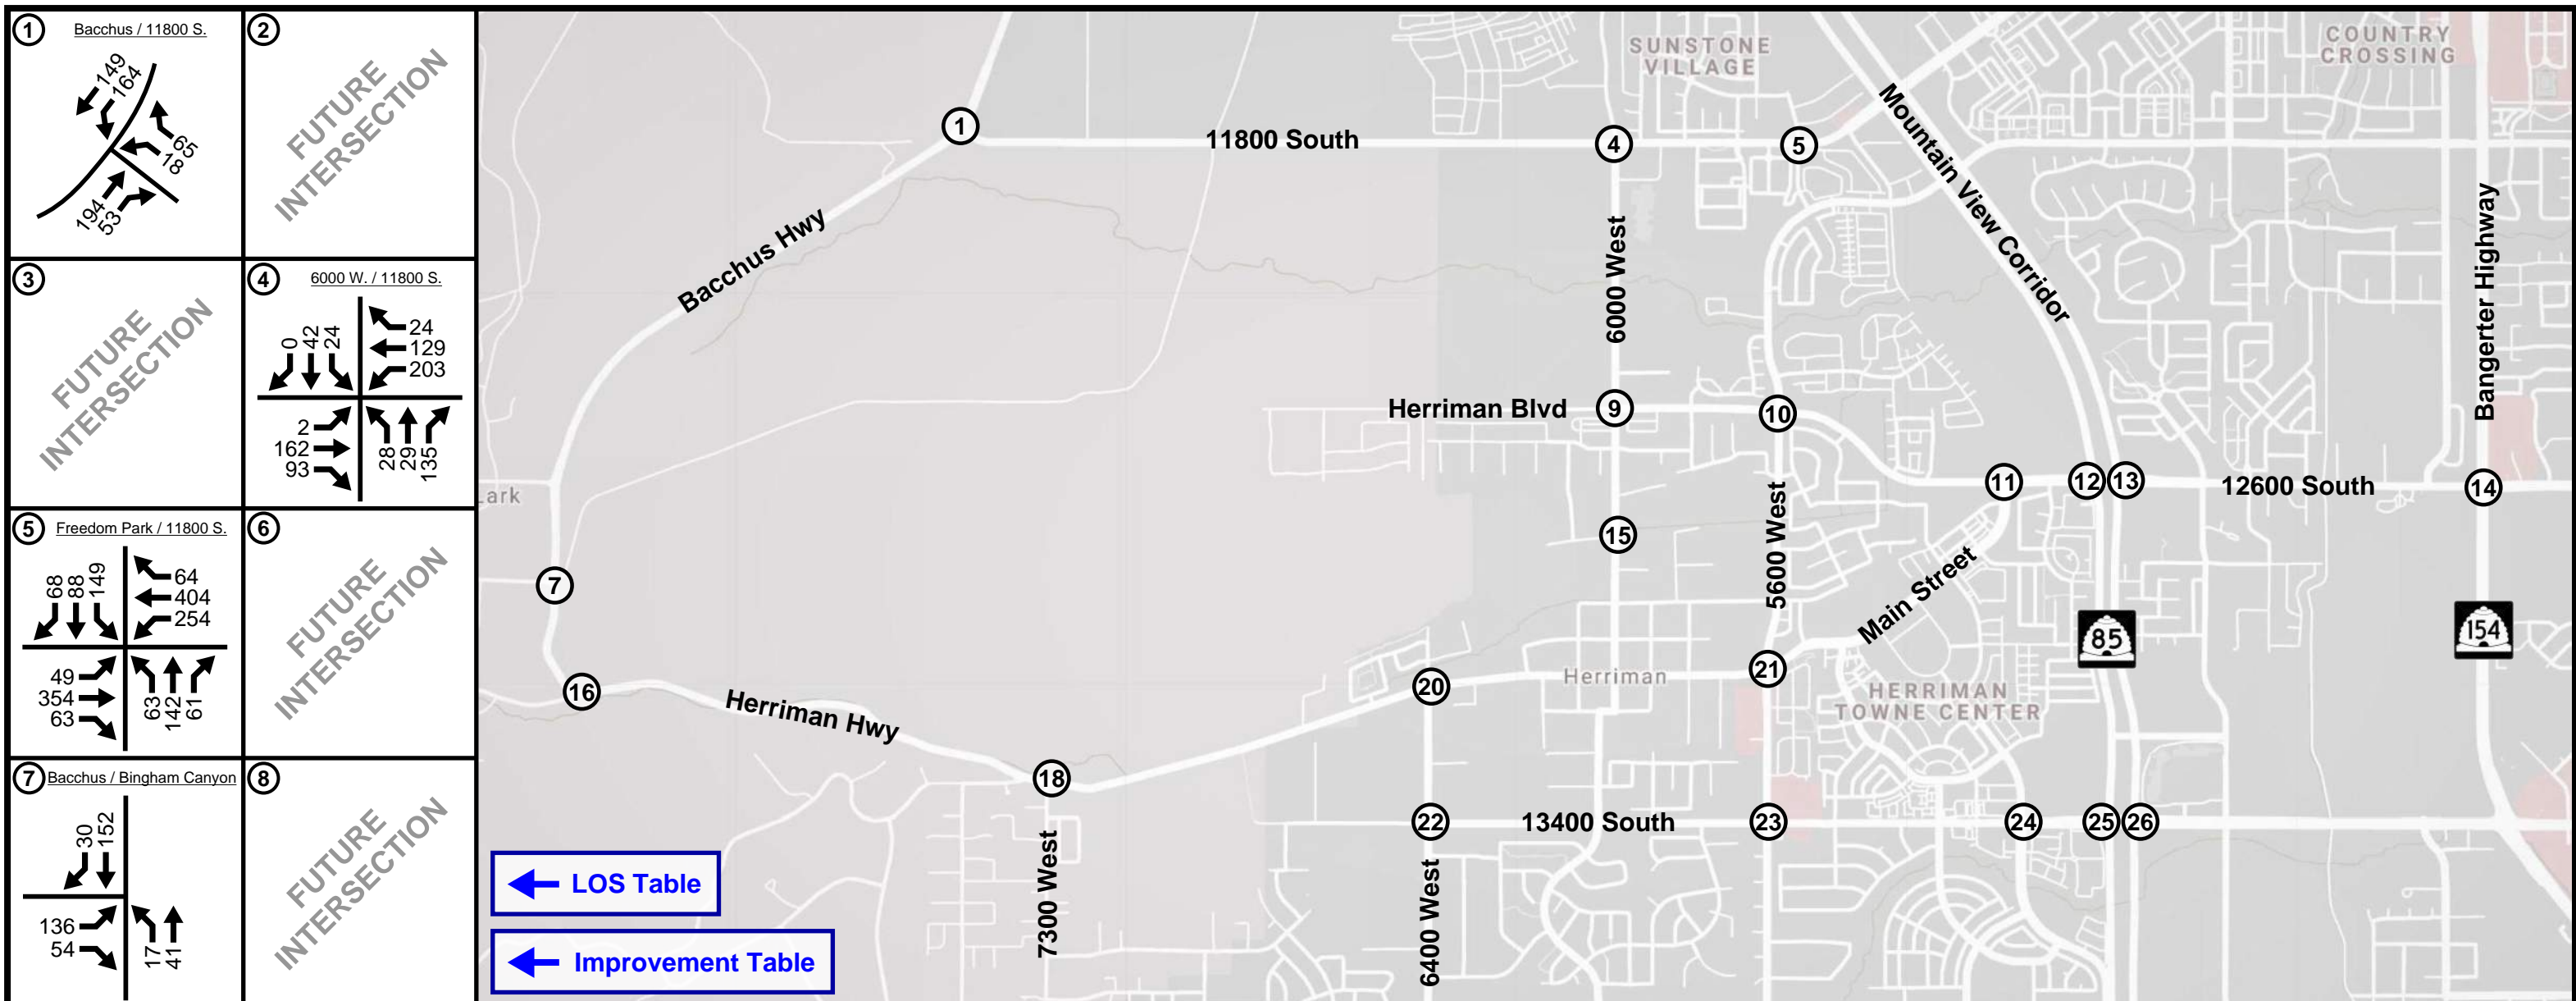 1
Bacchus / 11800 S.
149
164
65
18
194
53
2
FUTURE
INTERSECTION
3
FUTURE
INTERSECTION
4
6000 W. / 11800 S.
0
42
24
24
129
203
2
162
93
28
29
135
5
Freedom Park / 11800 S.
68
88
149
64
404
254
49
354
63
63
142
61
6
FUTURE
INTERSECTION
7
Bacchus / Bingham Canyon
30
152
136
54
17
41
8
FUTURE
INTERSECTION
SUNSTONE
VILLAGE
COUNTRY
CROSSING
1
11800 South
4
5
Mountain View Corridor
Bacchus Hwy
6000 West
Bangerter Highway
Herriman Blvd
9
10
11
12
13
12600 South
14
Lark
15
5600 West
Main Street
7
85
154
16
Herriman Hwy
20
Herriman
21
HERRIMAN
TOWNE CENTER
18
22
13400 South
23
24
25
26
7300 West
6400 West
LOS Table
Improvement Table